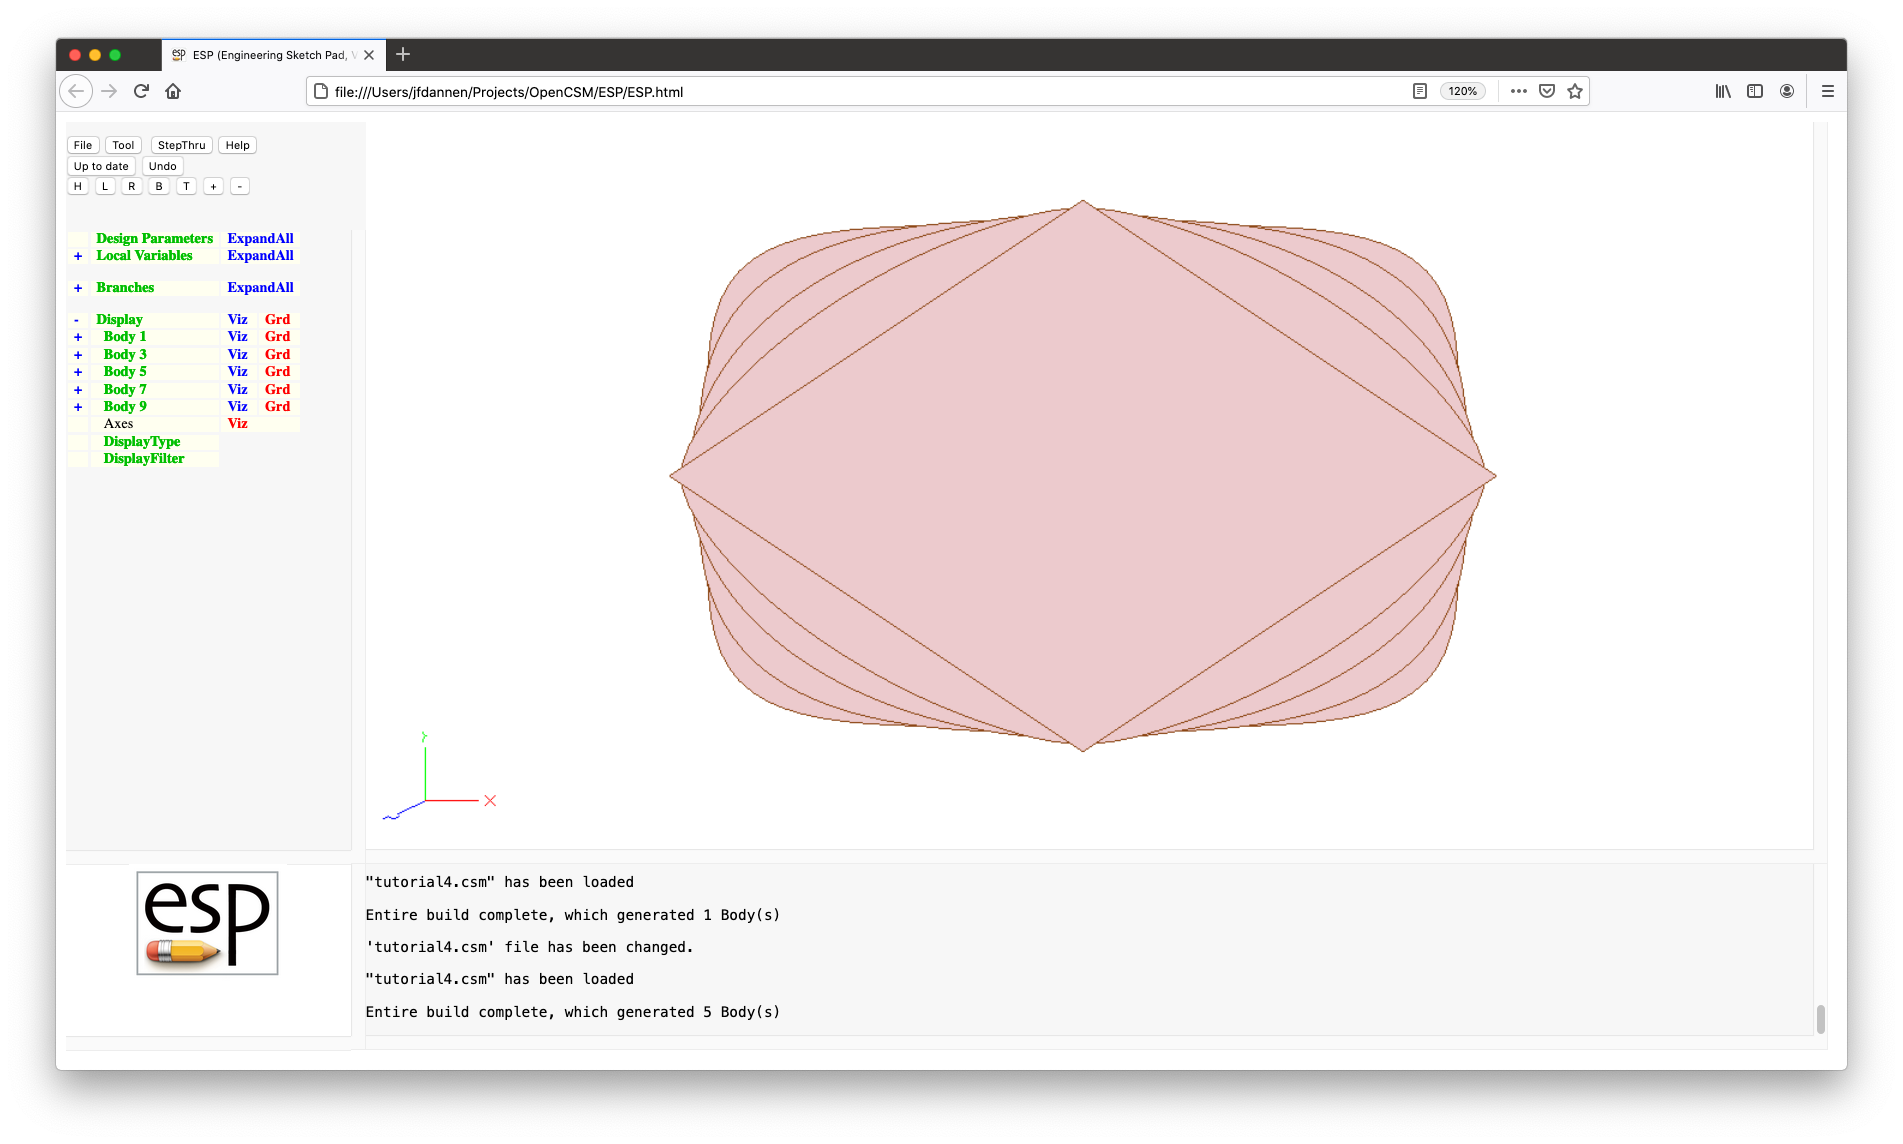 ESP (Engineering Sketch Pad, V
file:///Users/jfdannen/Projects/OpenCSM/ESP/ESP.html 120%
File Tool StepThru Help
Up to date Undo
H L R B T + -
Design Parameters ExpandAll
+ Local Variables ExpandAll
+ Branches ExpandAll
- Display Viz Grd
+ Body 1 Viz Grd
+ Body 3 Viz Grd
+ Body 5 Viz Grd
+ Body 7 Viz Grd
+ Body 9 Viz Grd
Axes Viz
DisplayType
DisplayFilter
Y
X
esp
"tutorial4.csm" has been loaded
Entire build complete, which generated 1 Body(s)
'tutorial4.csm' file has been changed.
"tutorial4.csm" has been loaded
Entire build complete, which generated 5 Body(s)